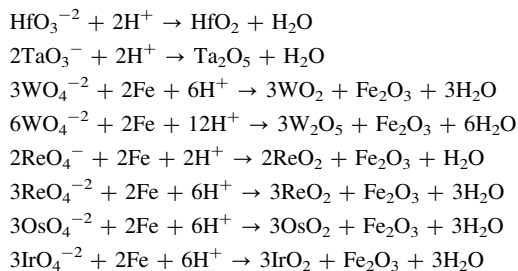 HfO₃⁻² + 2H⁺ → HfO₂ + H₂O
2TaO₃⁻ + 2H⁺ → Ta₂O₅ + H₂O
3WO₄⁻² + 2Fe + 6H⁺ → 3WO₂ + Fe₂O₃ + 3H₂O
6WO₄⁻² + 2Fe + 12H⁺ → 3W₂O₅ + Fe₂O₃ + 6H₂O
2ReO₄⁻ + 2Fe + 2H⁺ → 2ReO₂ + Fe₂O₃ + H₂O
3ReO₄⁻² + 2Fe + 6H⁺ → 3ReO₂ + Fe₂O₃ + 3H₂O
3OsO₄⁻² + 2Fe + 6H⁺ → 3OsO₂ + Fe₂O₃ + 3H₂O
3IrO₄⁻² + 2Fe + 6H⁺ → 3IrO₂ + Fe₂O₃ + 3H₂O